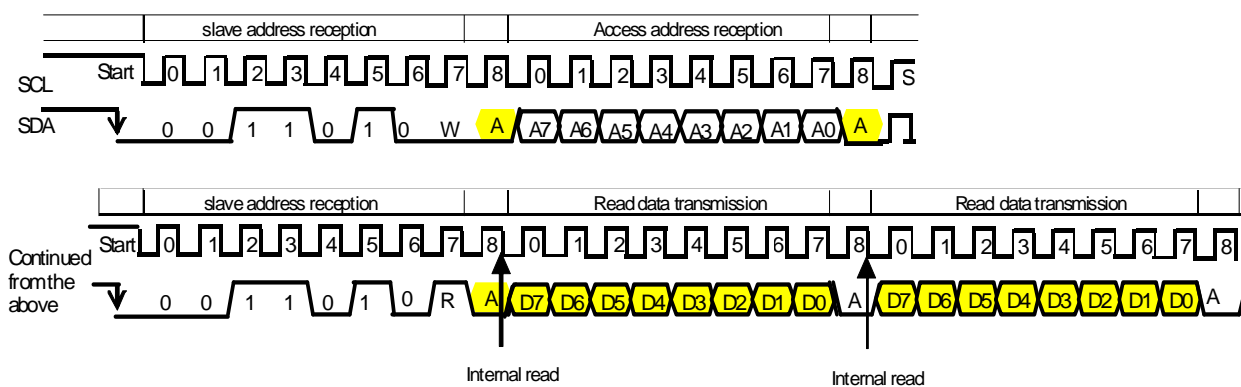 slave address reception Access address reception
SCL Start 0 1 2 3 4 5 6 7 8 0 1 2 3 4 5 6 7 8 S
SDA 0 0 1 1 0 1 0 W A A7 A6 A5 A4 A3 A2 A1 A0 A
slave address reception Read data transmission Read data transmission
Start 0 1 2 3 4 5 6 7 8 0 1 2 3 4 5 6 7 8 0 1 2 3 4 5 6 7 8
Continued
from the
above
0 0 1 1 0 1 0 R A D7 D6 D5 D4 D3 D2 D1 D0 A D7 D6 D5 D4 D3 D2 D1 D0 A
Internal read Internal read